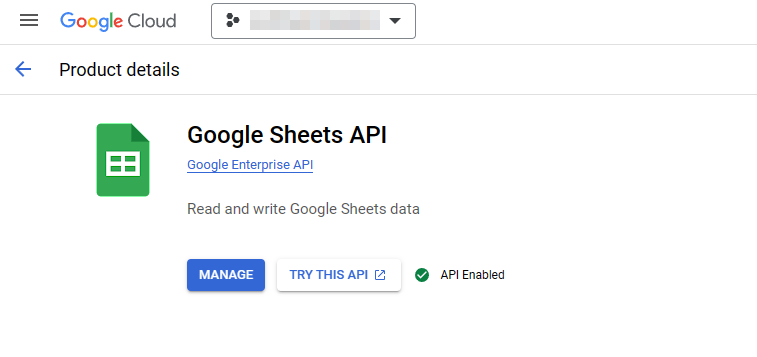 Google Cloud
Product details
Google Sheets API
Google Enterprise API
Read and write Google Sheets data
MANAGE
TRY THIS API
API Enabled